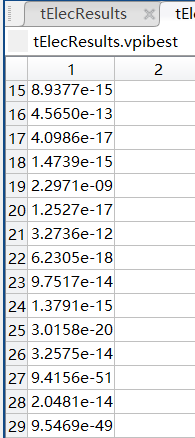 tElecResults tEle
tElecResults.vpibest
1 2
15 8.9377e-15
16 4.5650e-13
17 4.0986e-17
18 1.4739e-15
19 2.2971e-09
20 1.2527e-17
21 3.2736e-12
22 6.2305e-18
23 9.7517e-14
24 1.3791e-15
25 3.0158e-20
26 3.2575e-14
27 9.4156e-51
28 2.0481e-14
29 9.5469e-49